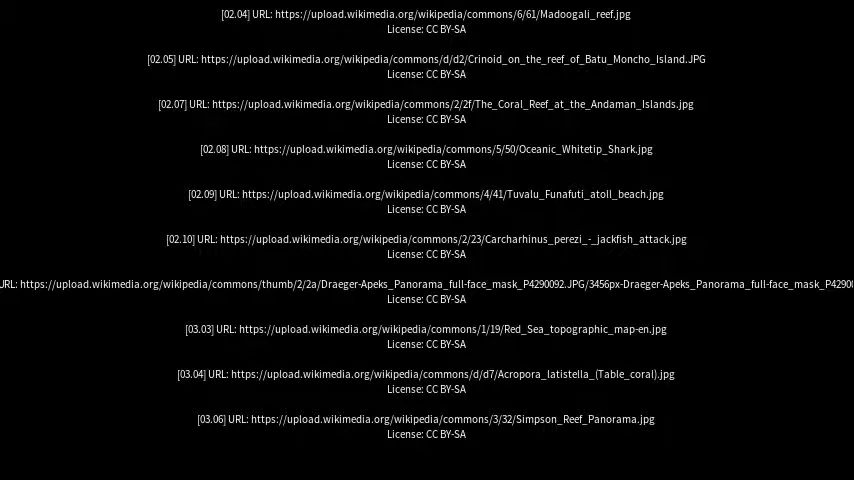 [02.04] URL: https://upload.wikimedia.org/wikipedia/commons/6/61/Madoogali_reef.jpg
License: CC BY-SA
[02.05] URL: https://upload.wikimedia.org/wikipedia/commons/d/d2/Crinoid_on_the_reef_of_Batu_Moncho_Island.JPG
License: CC BY-SA
[02.07] URL: https://upload.wikimedia.org/wikipedia/commons/2/2f/The_Coral_Reef_at_the_Andaman_Islands.jpg
License: CC BY-SA
[02.08] URL: https://upload.wikimedia.org/wikipedia/commons/5/50/Oceanic_Whitetip_Shark.jpg
License: CC BY-SA
[02.09] URL: https://upload.wikimedia.org/wikipedia/commons/4/41/Tuvalu_Funafuti_atoll_beach.jpg
License: CC BY-SA
[02.10] URL: https://upload.wikimedia.org/wikipedia/commons/2/23/Carcharhinus_perezi_-_jackfish_attack.jpg
License: CC BY-SA
URL: https://upload.wikimedia.org/wikipedia/commons/thumb/2/2a/Draeger-Apeks_Panorama_full-face_mask_P4290092.JPG/3456px-Draeger-Apeks_Panorama_full-face_mask_P4290
License: CC BY-SA
[03.03] URL: https://upload.wikimedia.org/wikipedia/commons/1/19/Red_Sea_topographic_map-en.jpg
License: CC BY-SA
[03.04] URL: https://upload.wikimedia.org/wikipedia/commons/d/d7/Acropora_latistella_(Table_coral).jpg
License: CC BY-SA
[03.06] URL: https://upload.wikimedia.org/wikipedia/commons/3/32/Simpson_Reef_Panorama.jpg
License: CC BY-SA